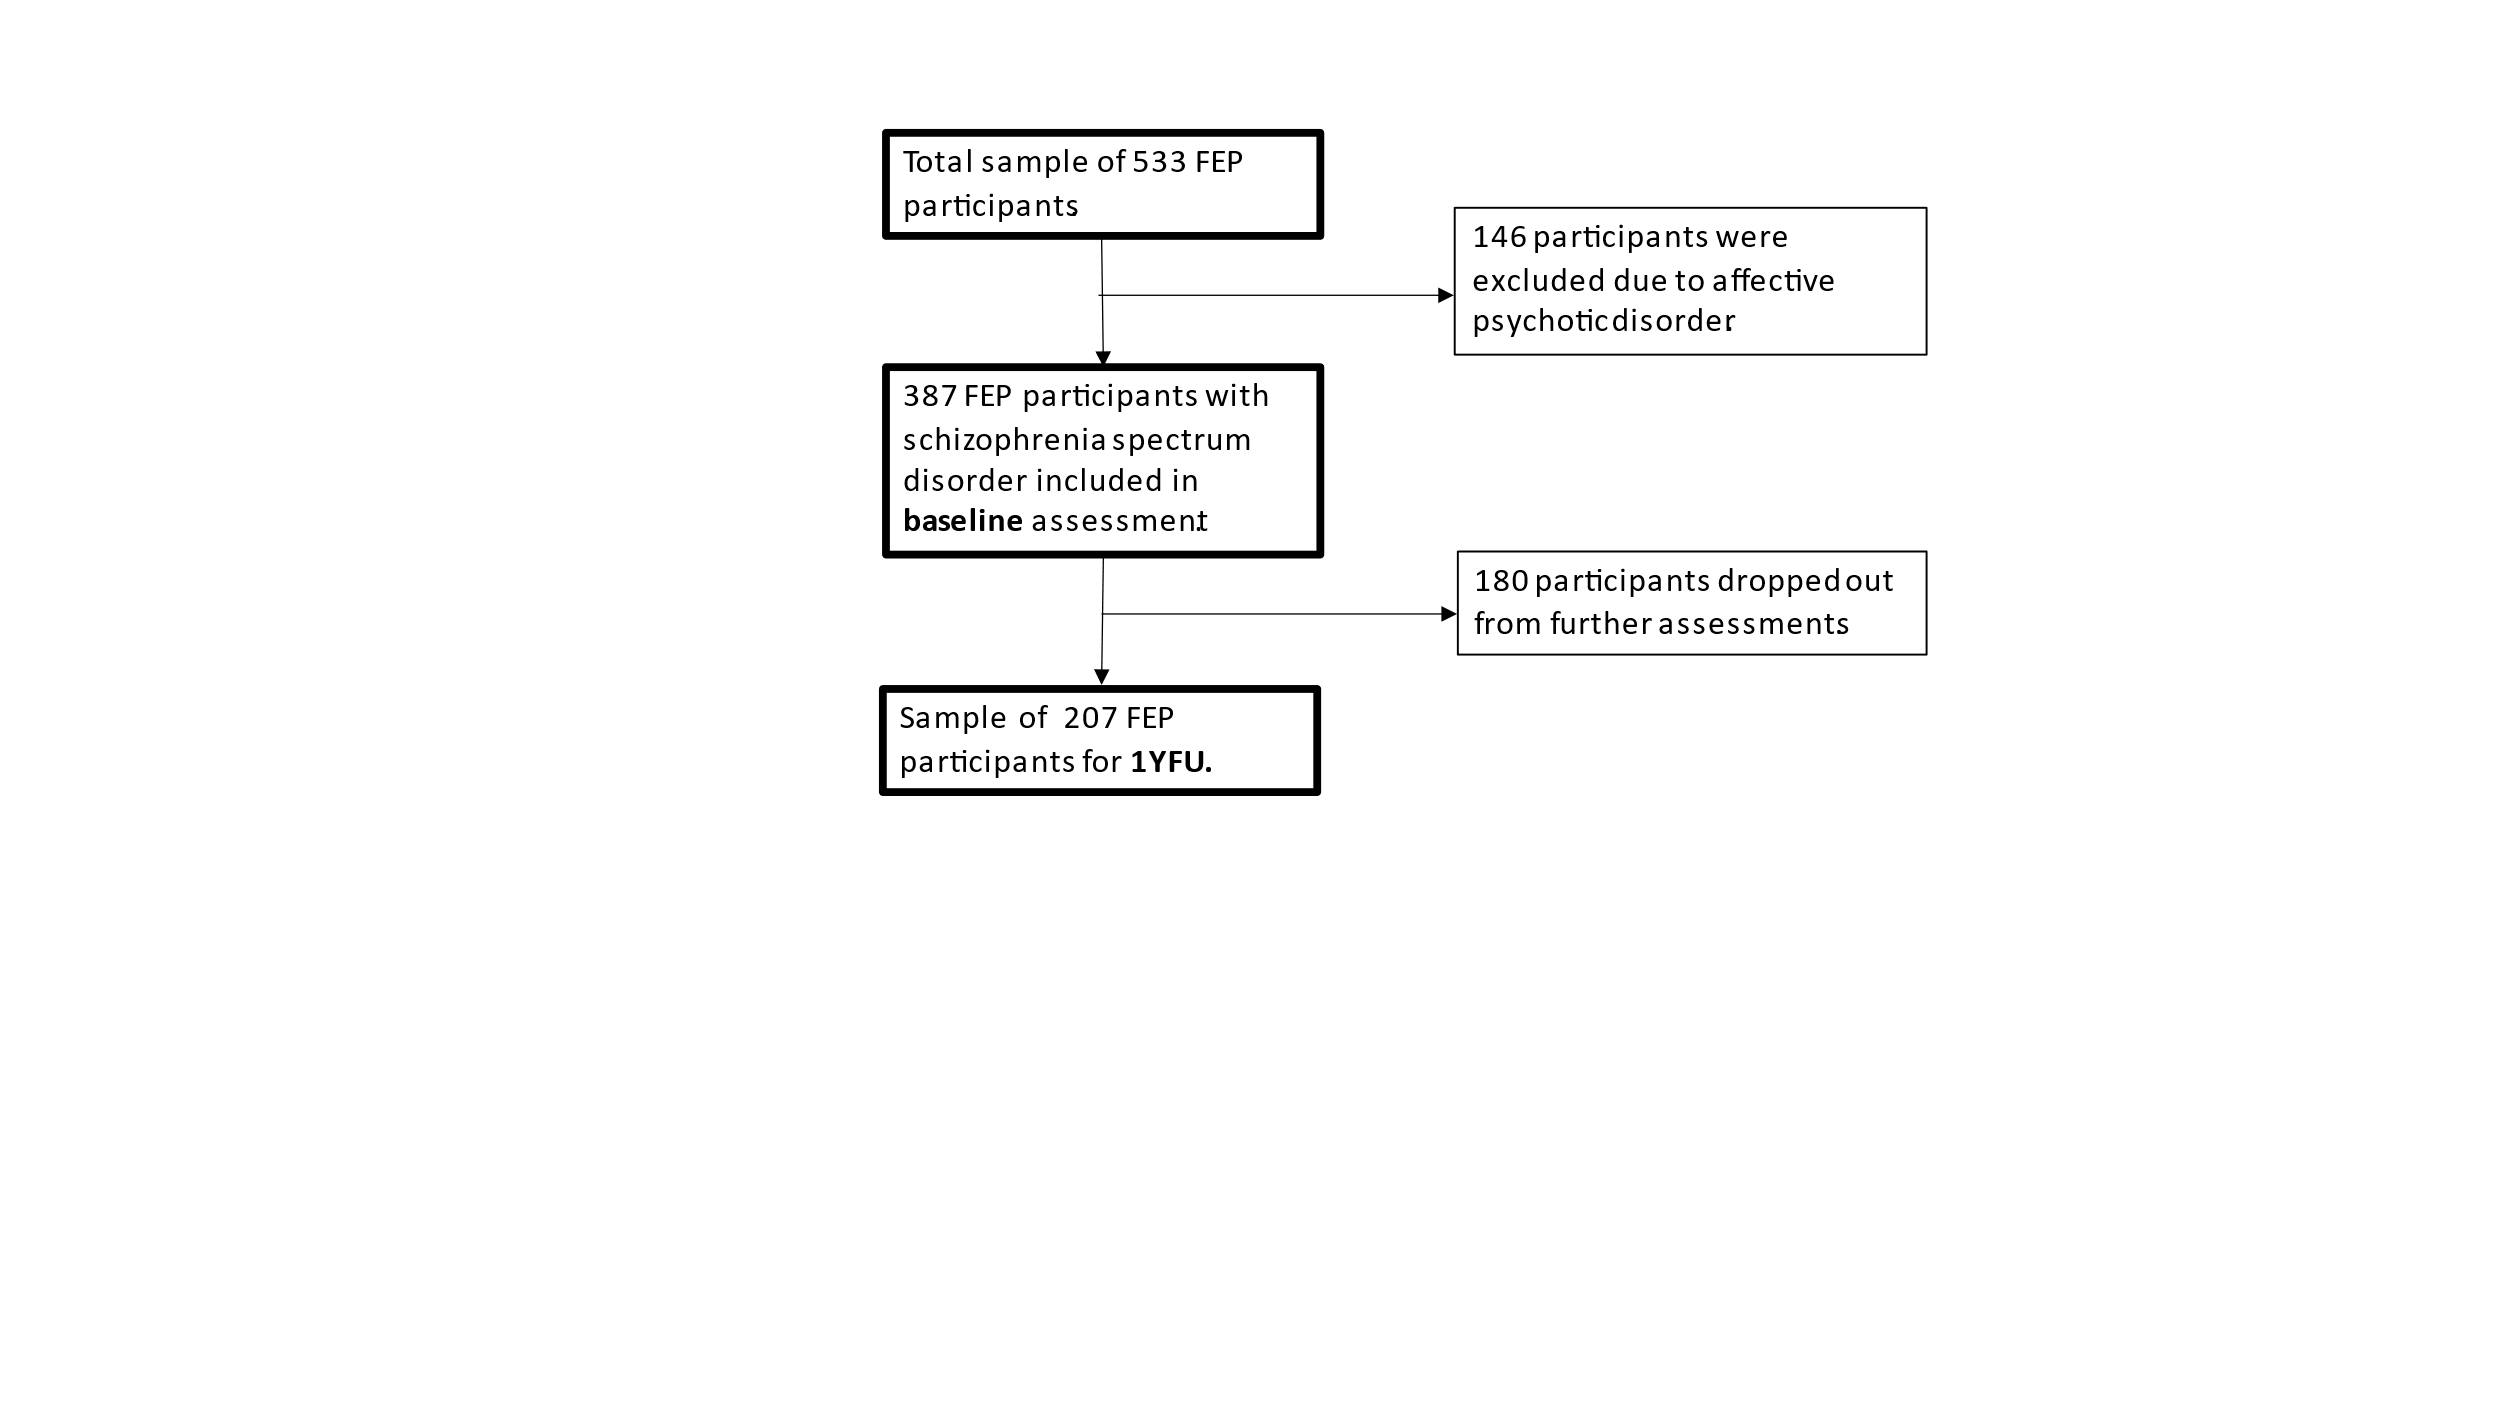 Total sample of 533 FEP
participants.
146 participants were
excluded due to affective
psychotic disorder.
387 FEP participants with
schizophrenia spectrum
disorder included in
baseline assessment.
180 participants dropped out
from further assessments.
Sample of 207 FEP
participants for 1YFU.